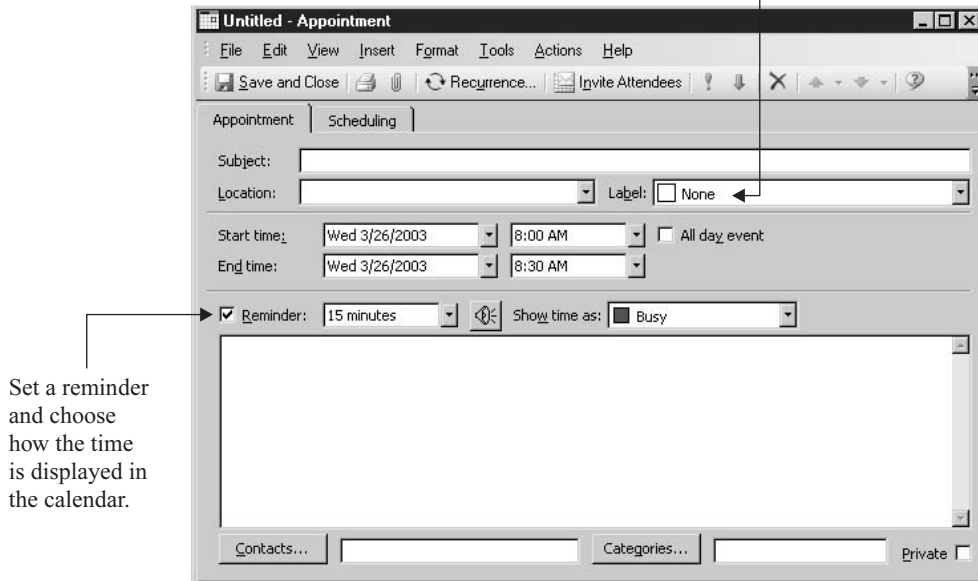 Untitled - Appointment
File Edit View Insert Format Tools Actions Help
Save and Close Recurrence... Invite Attendees
Appointment Scheduling
Subject:
Location: Label: None
Start time: Wed 3/26/2003 8:00 AM All day event
End time: Wed 3/26/2003 8:30 AM
Reminder: 15 minutes Show time as: Busy
Set a reminder
and choose
how the time
is displayed in
the calendar.
Contacts... Categories... Private